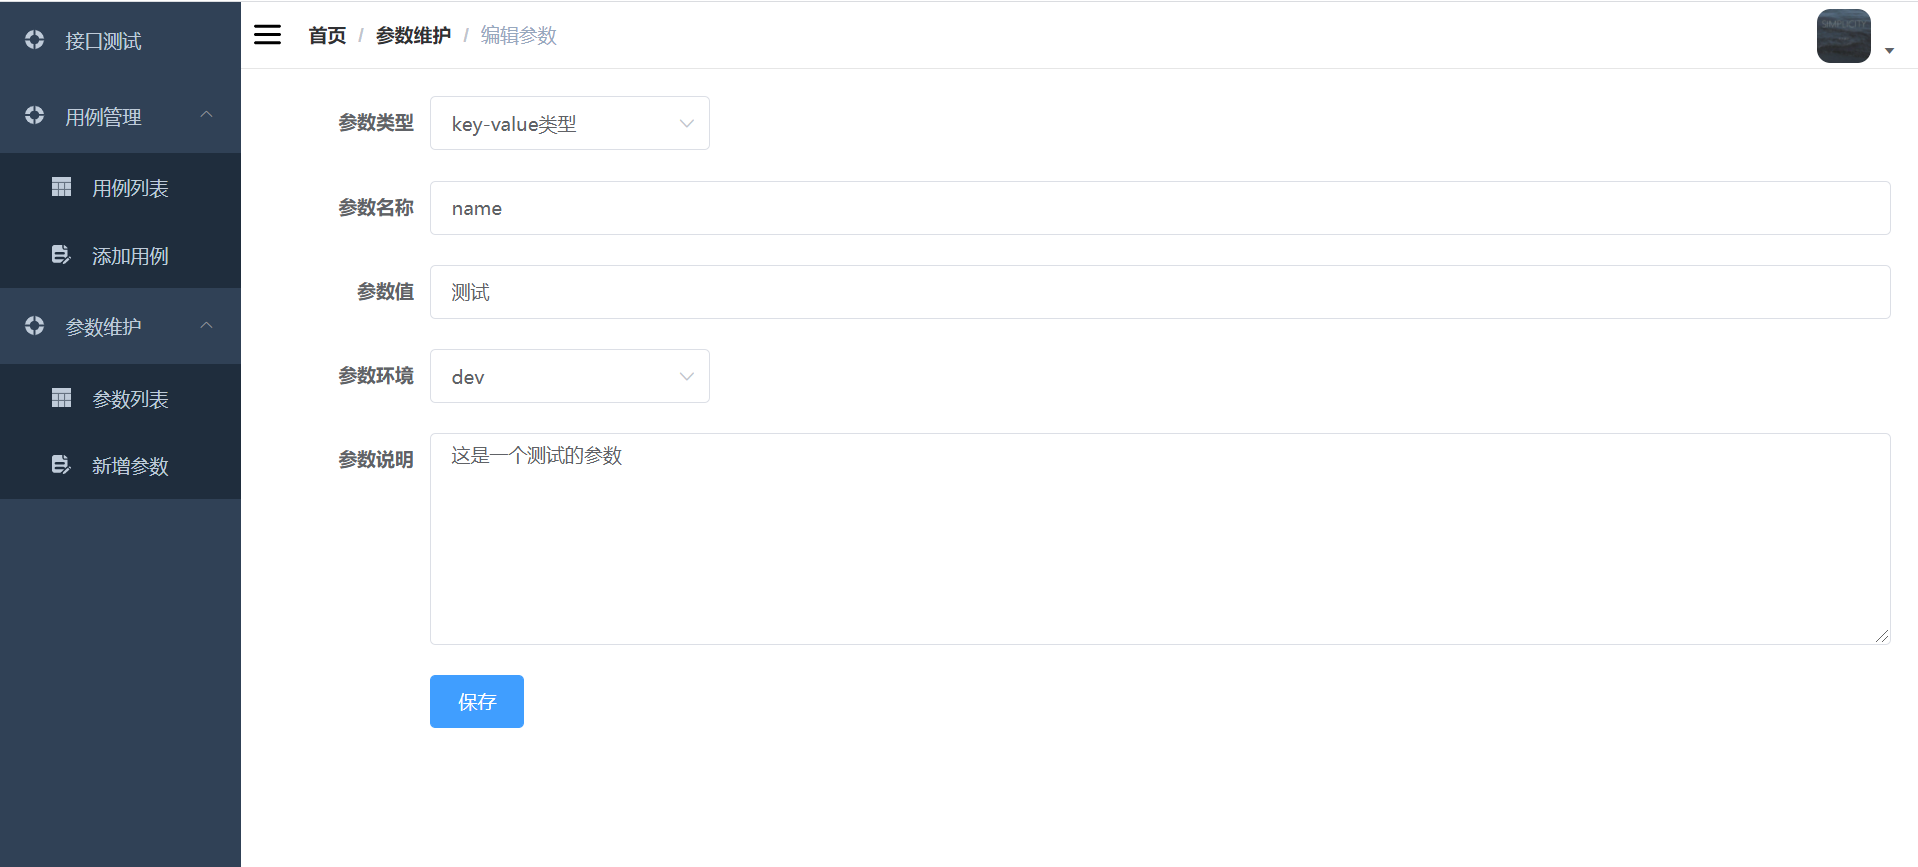 接口测试
用例管理
用例列表
添加用例
参数维护
参数列表
新增参数
首页 / 参数维护 / 编辑参数
参数类型 key-value类型
参数名称 name
参数值 测试
参数环境 dev
参数说明 这是一个测试的参数
保存